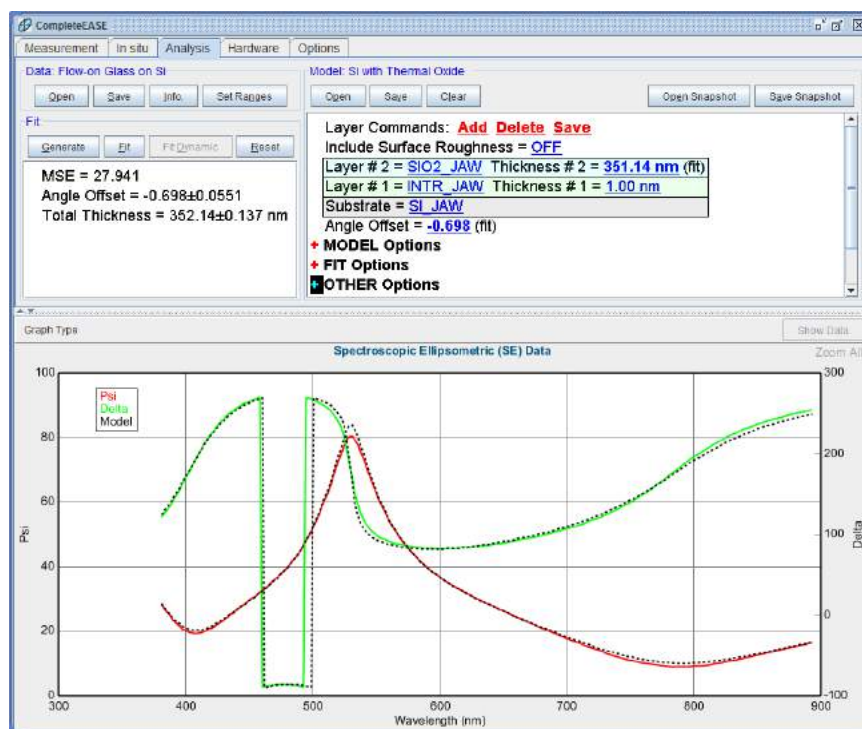 CompleteEASE
Measurement In situ Analysis Hardware Options
Data: Flow-on Glass on Si
Open Save Info. Set Ranges
Fit
Generate Fit Fit Dynamic Reset
MSE = 27.941
Angle Offset = -0.698±0.0551
Total Thickness = 352.14±0.137 nm
Model: Si with Thermal Oxide
Open Save Clear Open Snapshot Save Snapshot
Layer Commands: Add Delete Save
Include Surface Roughness = OFF
Layer # 2 = SIO2_JAW Thickness # 2 = 351.14 nm (fit)
Layer # 1 = INTR_JAW Thickness # 1 = 1.00 nm
Substrate = SI_JAW
Angle Offset = -0.698 (fit)
+ MODEL Options
+ FIT Options
+ OTHER Options
Graph Type Show Data
Spectroscopic Ellipsometric (SE) Data Zoom All
Psi
Delta
Model
100
80
60
40
20
0
Psi
300
200
100
0
-100
Delta
300 400 500 600 700 800 900
Wavelength (nm)